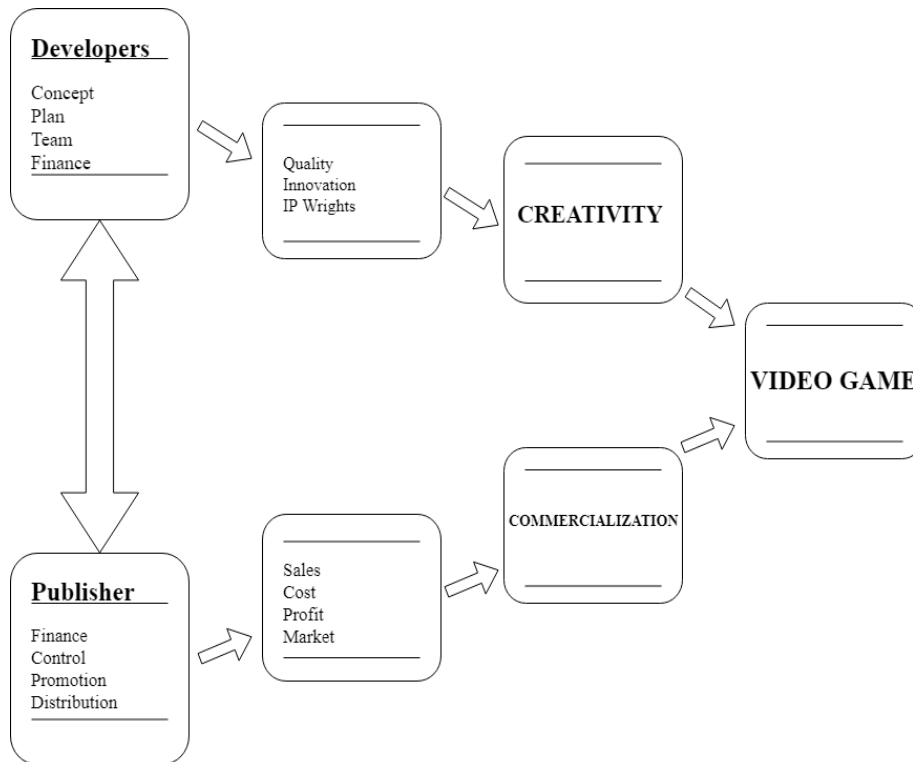 Developers
Concept
Plan
Team
Finance
Quality
Innovation
IP Wrights
CREATIVITY
VIDEO GAME
COMMERCIALIZATION
Sales
Cost
Profit
Market
Publisher
Finance
Control
Promotion
Distribution